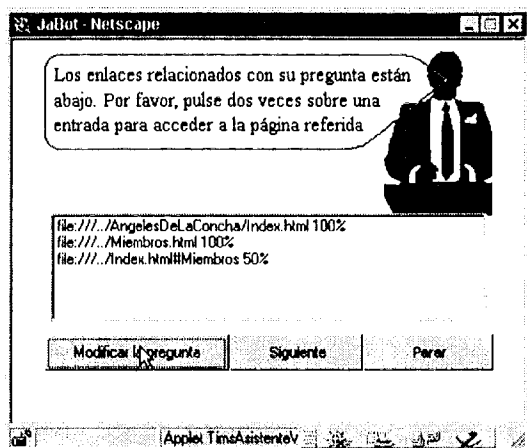 JaBot - Netscape
Los enlaces relacionados con su pregunta están
abajo. Por favor, pulse dos veces sobre una
entrada para acceder a la página referida
file:///../AngelesDeLaConcha/Index.html 100%
file:///../Miembros.html 100%
file:///../Index.html#Miembros 50%
Modificar la pregunta
Siguiente
Parar
Applet TimsAsistenteV